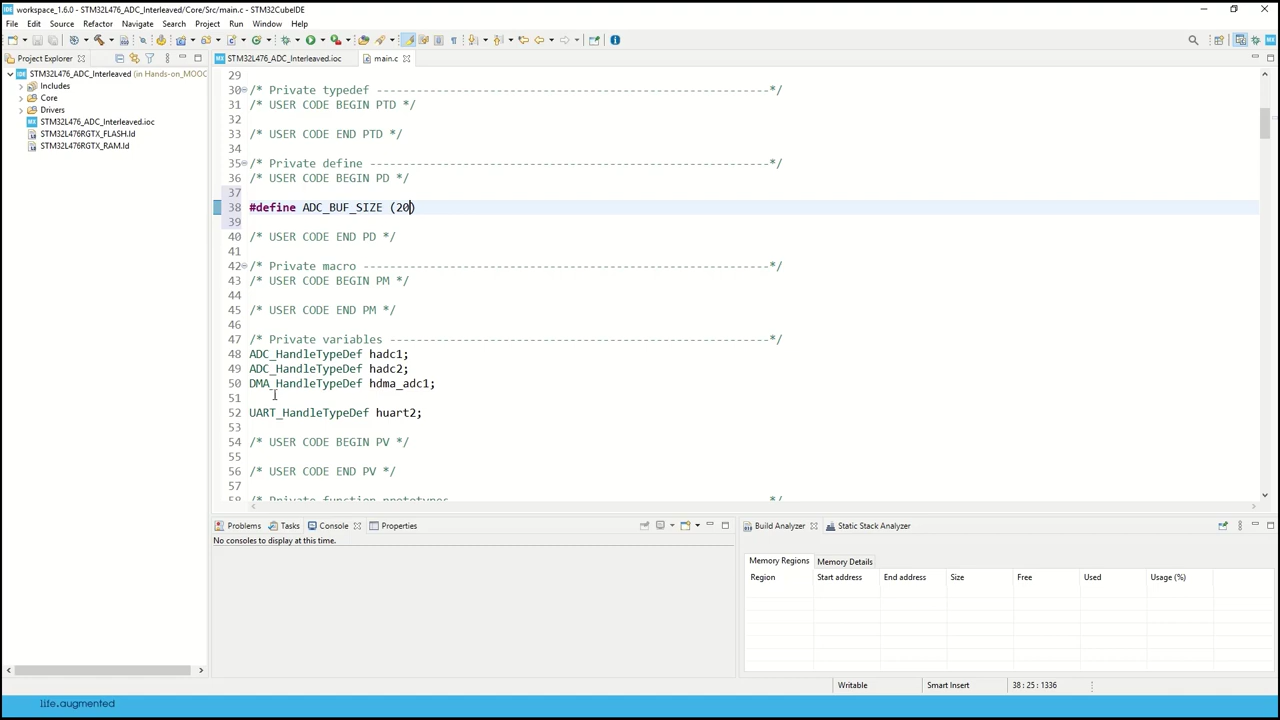 workspace_1.6.0 - STM32L476_ADC_Interleaved/Core/Src/main.c - STM32CubeIDE
File Edit Source Refactor Navigate Search Project Run Window Help
Project Explorer
STM32L476_ADC_Interleaved.ioc main.c
STM32L476_ADC_Interleaved (in Hands-on_MOOC
Includes
Core
Drivers
STM32L476_ADC_Interleaved.ioc
STM32L476RGTX_FLASH.ld
STM32L476RGTX_RAM.ld
29
30 /* Private typedef -----------------------------------------------------------*/
31 /* USER CODE BEGIN PTD */
32
33 /* USER CODE END PTD */
34
35 /* Private define ------------------------------------------------------------*/
36 /* USER CODE BEGIN PD */
37
38 #define ADC_BUF_SIZE (20)
39
40 /* USER CODE END PD */
41
42 /* Private macro -------------------------------------------------------------*/
43 /* USER CODE BEGIN PM */
44
45 /* USER CODE END PM */
46
47 /* Private variables ---------------------------------------------------------*/
48 ADC_HandleTypeDef hadc1;
49 ADC_HandleTypeDef hadc2;
50 DMA_HandleTypeDef hdma_adc1;
51
52 UART_HandleTypeDef huart2;
53
54 /* USER CODE BEGIN PV */
55
56 /* USER CODE END PV */
57
58 /* Private function prototypes -----------------------------------------------*/
Problems Tasks Console Properties
No consoles to display at this time.
Build Analyzer Static Stack Analyzer
Memory Regions Memory Details
Region Start address End address Size Free Used Usage (%)
Writable Smart Insert 38 : 25 : 1336
life.augmented